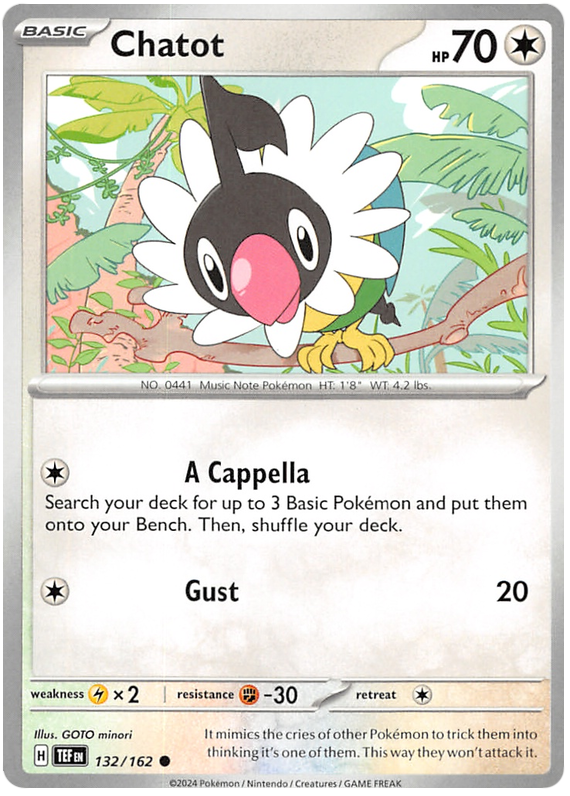 BASIC
Chatot
HP 70
NO. 0441 Music Note Pokémon HT: 1'8" WT: 4.2 lbs.
A Cappella
Search your deck for up to 3 Basic Pokémon and put them
onto your Bench. Then, shuffle your deck.
Gust 20
weakness ×2 resistance -30 retreat
Illus. GOTO minori
It mimics the cries of other Pokémon to trick them into
thinking it's one of them. This way they won't attack it.
H TEF EN 132/162
©2024 Pokémon / Nintendo / Creatures / GAME FREAK